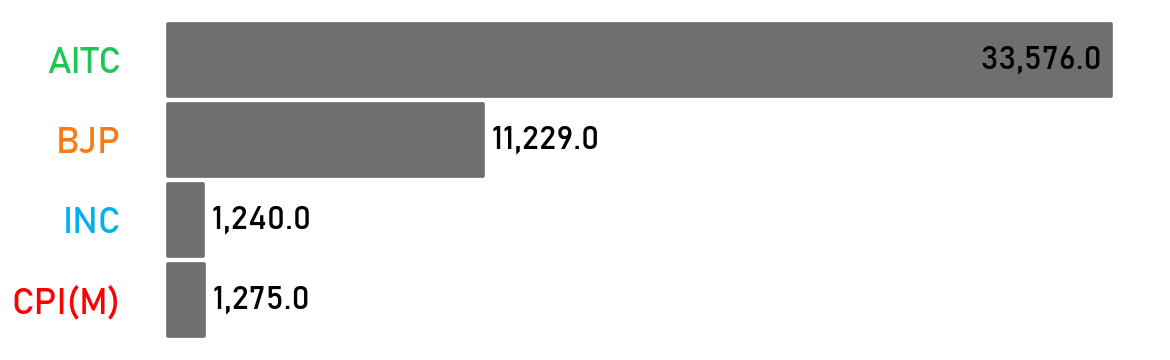 AITC 33,576.0
BJP 11,229.0
INC 1,240.0
CPI(M) 1,275.0